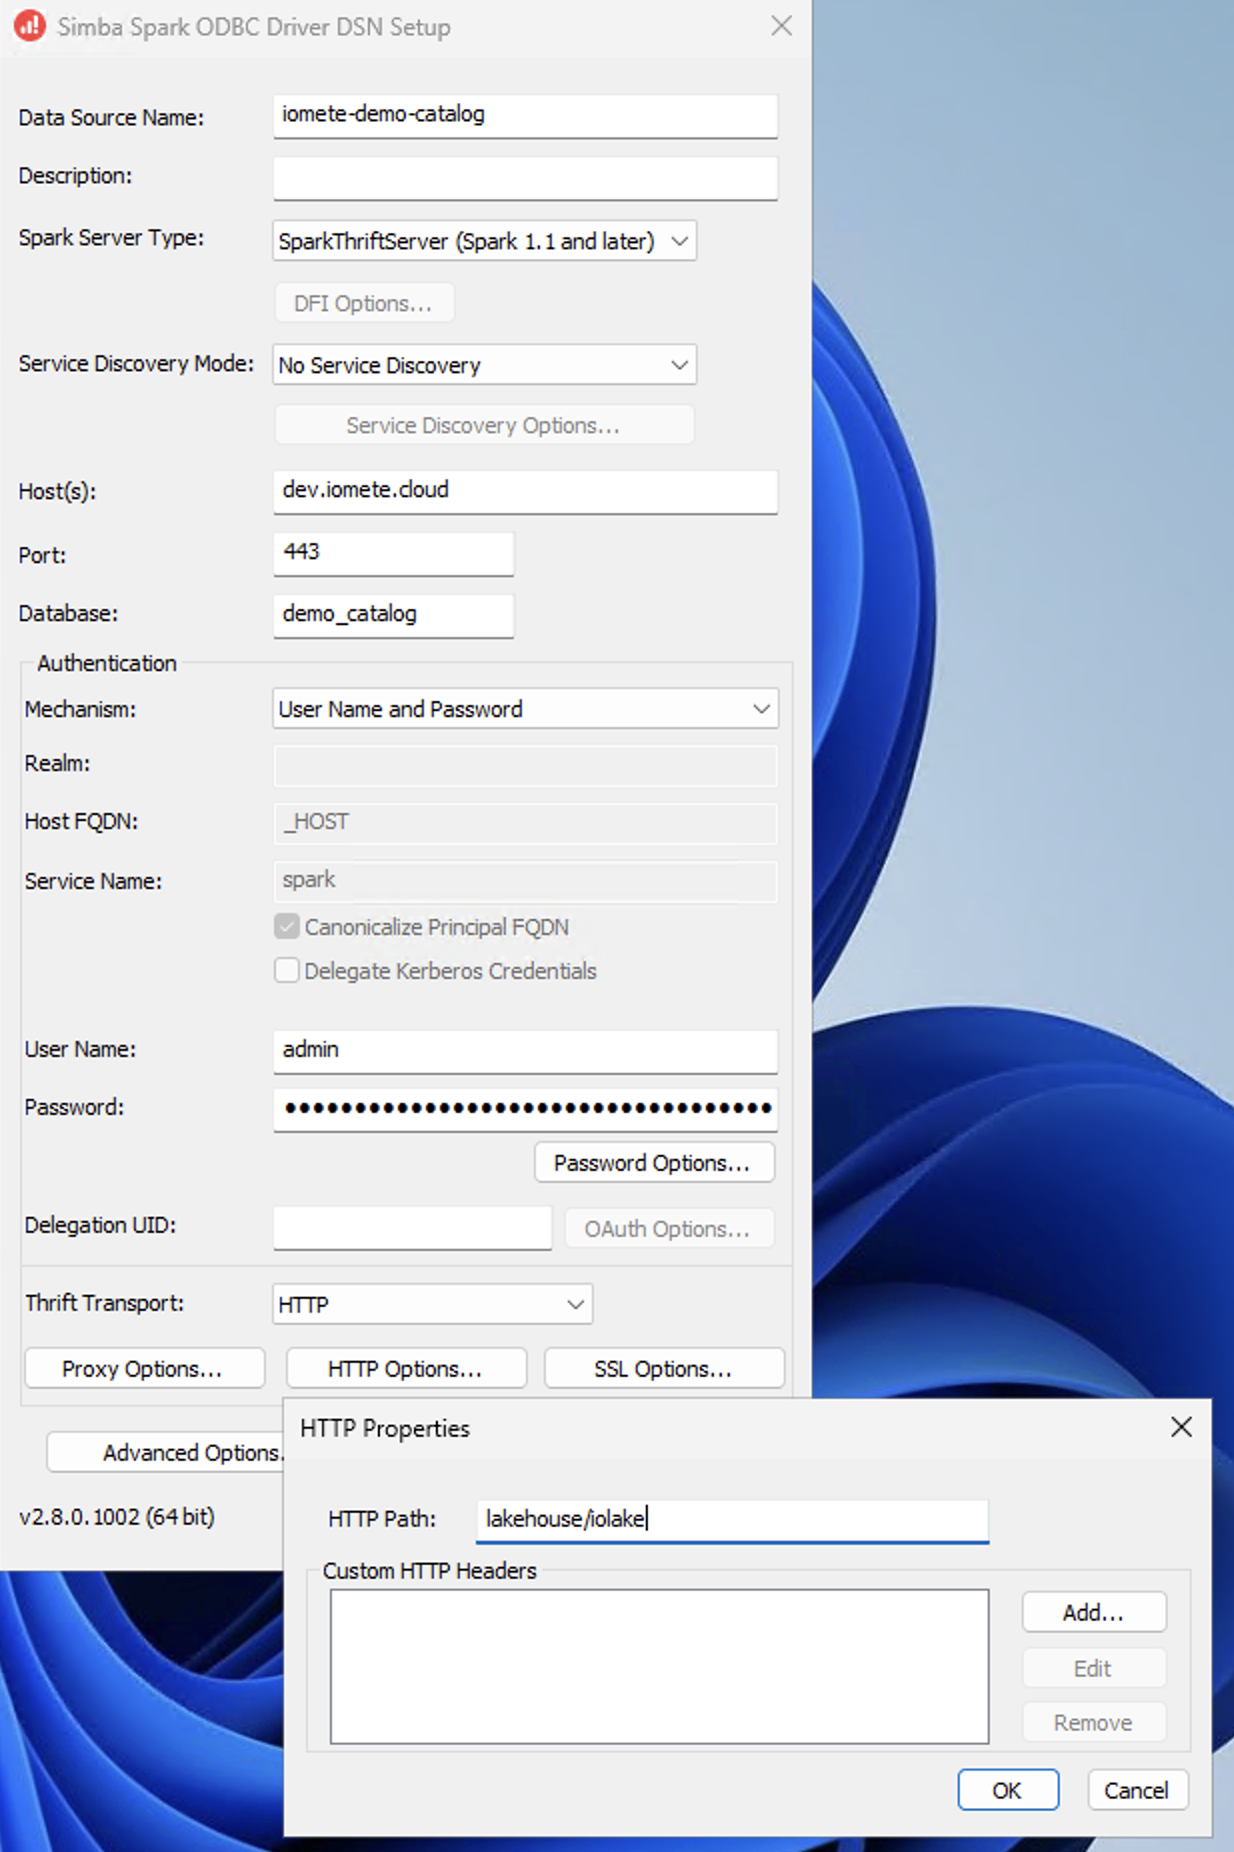 Simba Spark ODBC Driver DSN Setup
Data Source Name: iomete-demo-catalog
Description:
Spark Server Type: SparkThriftServer (Spark 1.1 and later)
DFI Options...
Service Discovery Mode: No Service Discovery
Service Discovery Options...
Host(s): dev.iomete.cloud
Port: 443
Database: demo_catalog
Authentication
Mechanism: User Name and Password
Realm:
Host FQDN: _HOST
Service Name: spark
Canonicalize Principal FQDN
Delegate Kerberos Credentials
User Name: admin
Password: ●●●●●●●●●●●●●●●●●●●●●●●●●●●●●●●●●●●
Password Options...
Delegation UID: OAuth Options...
Thrift Transport: HTTP
Proxy Options... HTTP Options... SSL Options...
Advanced Options.
v2.8.0.1002 (64 bit)
HTTP Properties
HTTP Path: lakehouse/iolake
Custom HTTP Headers
Add...
Edit
Remove
OK Cancel